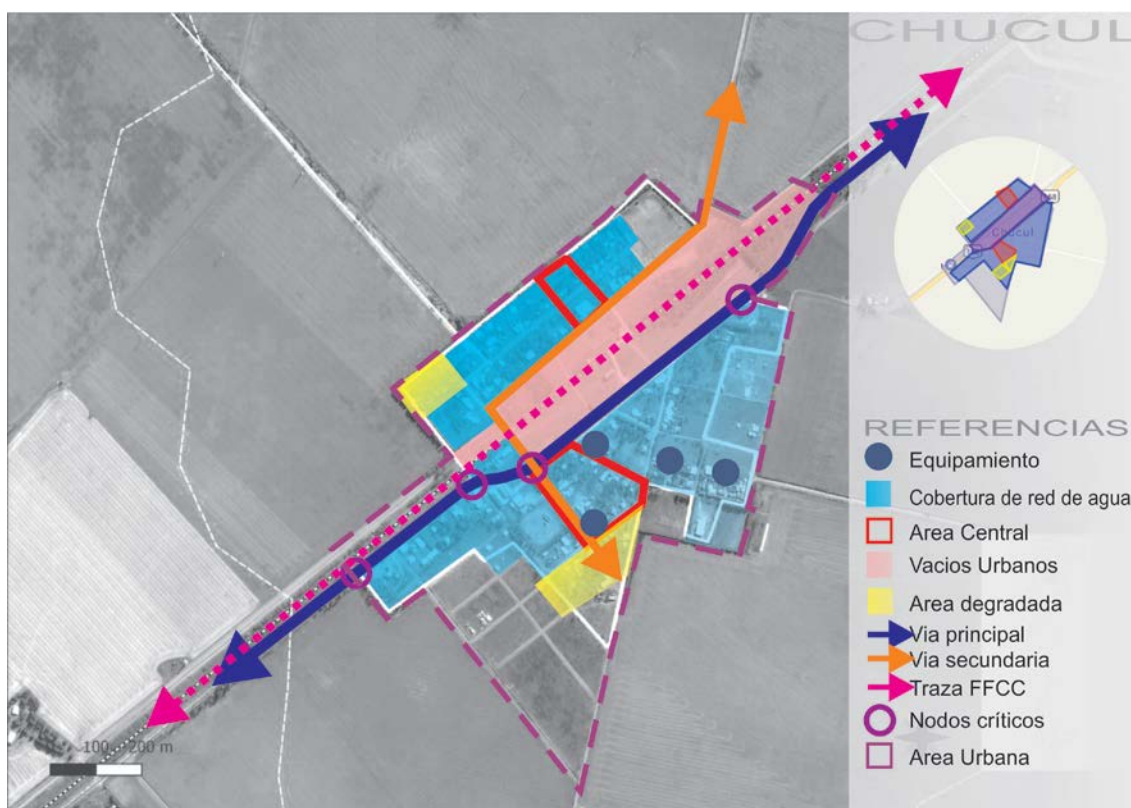 CHUCUL
Chucul
REFERENCIAS
Equipamiento
Cobertura de red de agua
Area Central
Vacios Urbanos
Area degradada
Via principal
Via secundaria
Traza FFCC
Nodos críticos
Area Urbana
100 200 m